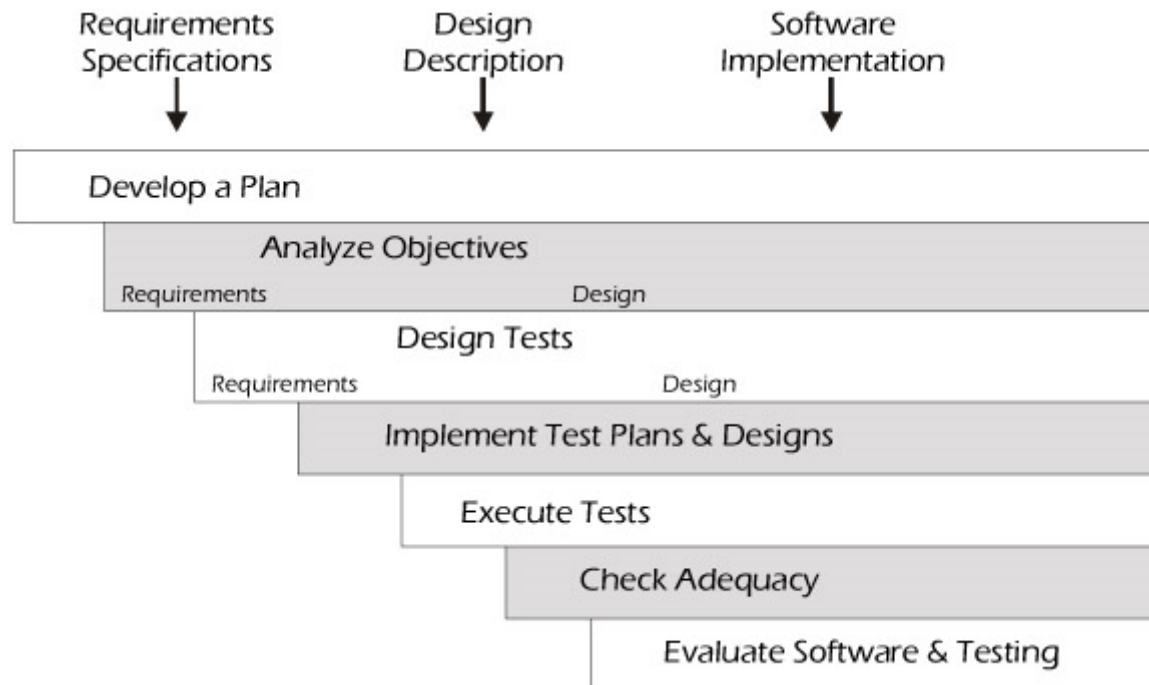 Requirements
Specifications
Design
Description
Software
Implementation
Develop a Plan
Analyze Objectives
Requirements Design
Design Tests
Requirements Design
Implement Test Plans & Designs
Execute Tests
Check Adequacy
Evaluate Software & Testing